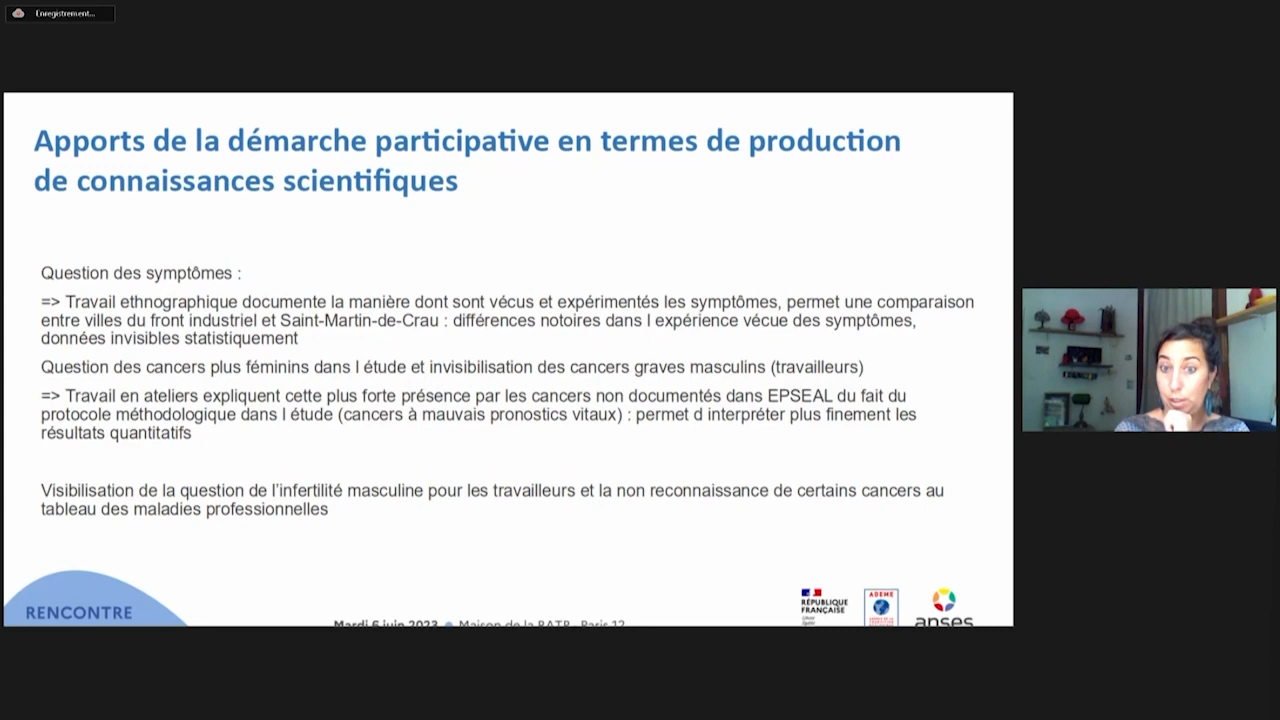 Enregistrement...
Apports de la démarche participative en termes de production
de connaissances scientifiques
Question des symptômes :
=> Travail ethnographique documente la manière dont sont vécus et expérimentés les symptômes, permet une comparaison
entre villes du front industriel et Saint-Martin-de-Crau : différences notoires dans l expérience vécue des symptômes,
données invisibles statistiquement
Question des cancers plus féminins dans l étude et invisibilisation des cancers graves masculins (travailleurs)
=> Travail en ateliers expliquent cette plus forte présence par les cancers non documentés dans EPSEAL du fait du
protocole méthodologique dans l étude (cancers à mauvais pronostics vitaux) : permet d interpréter plus finement les
résultats quantitatifs
Visibilisation de la question de l'infertilité masculine pour les travailleurs et la non reconnaissance de certains cancers au
tableau des maladies professionnelles
RENCONTRE
Mardi 6 juin 2023 ● Maison de la RATP - Paris 12
RÉPUBLIQUE
FRANÇAISE
ADEME
anses